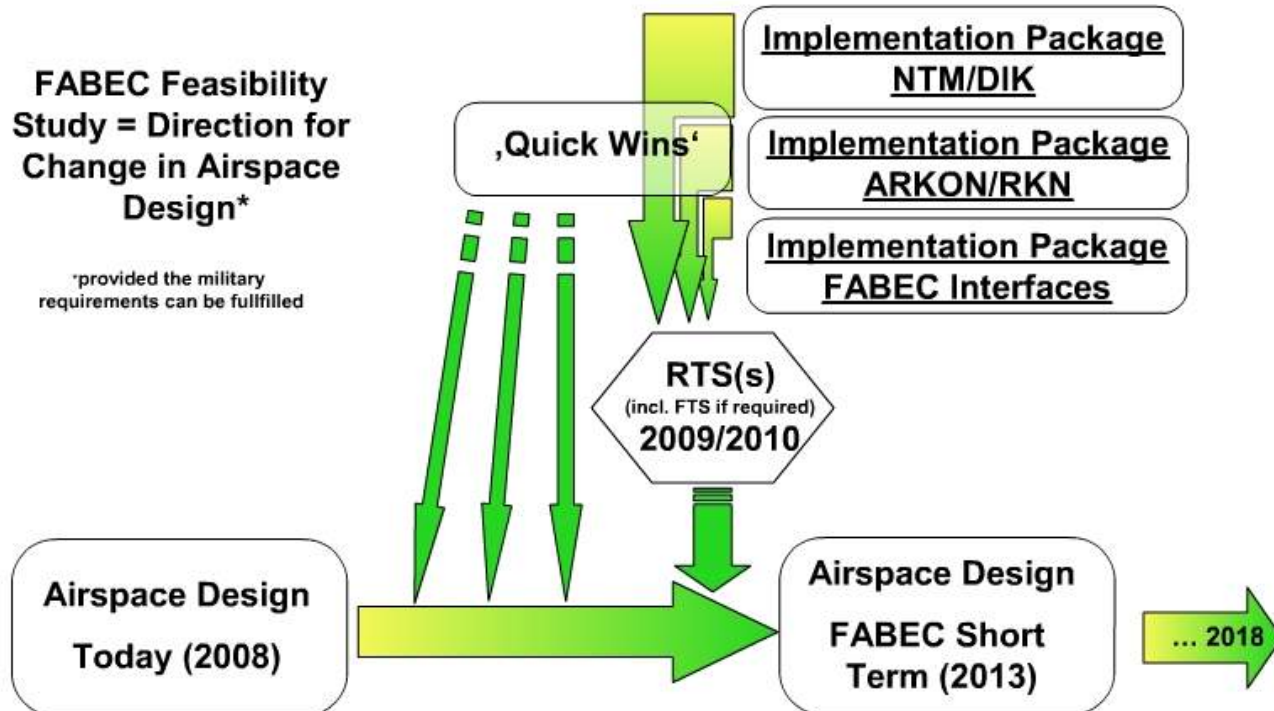 FABEC Feasibility
Study = Direction for
Change in Airspace
Design*
*provided the military
requirements can be fullfilled
‚Quick Wins‘
Implementation Package
NTM/DIK
Implementation Package
ARKON/RKN
Implementation Package
FABEC Interfaces
RTS(s)
(incl. FTS if required)
2009/2010
Airspace Design
Today (2008)
Airspace Design
FABEC Short
Term (2013)
... 2018